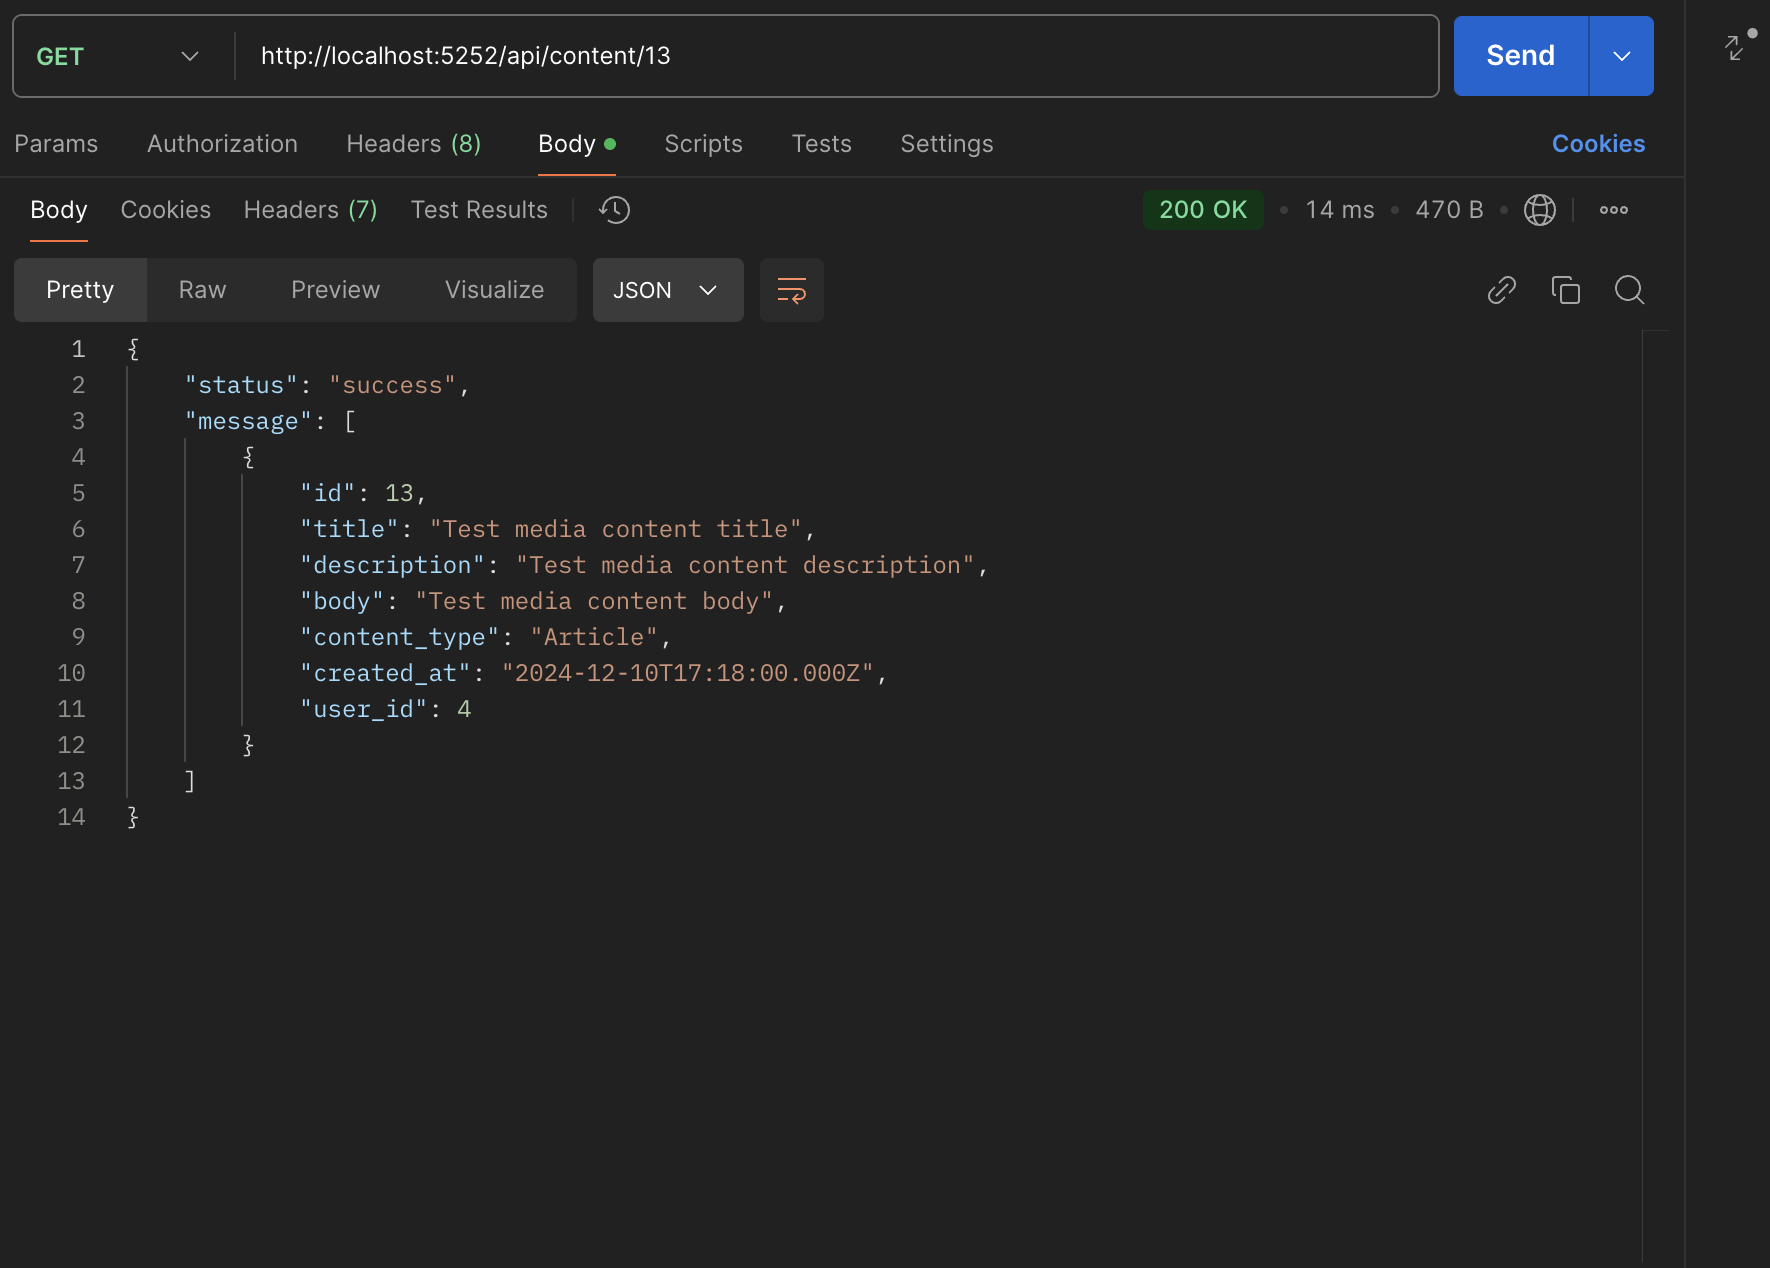 GET http://localhost:5252/api/content/13 Send
Params Authorization Headers (8) Body Scripts Tests Settings Cookies
Body Cookies Headers (7) Test Results 200 OK 14 ms 470 B
Pretty Raw Preview Visualize JSON
1 {
2 "status": "success",
3 "message": [
4 {
5 "id": 13,
6 "title": "Test media content title",
7 "description": "Test media content description",
8 "body": "Test media content body",
9 "content_type": "Article",
10 "created_at": "2024-12-10T17:18:00.000Z",
11 "user_id": 4
12 }
13 ]
14 }